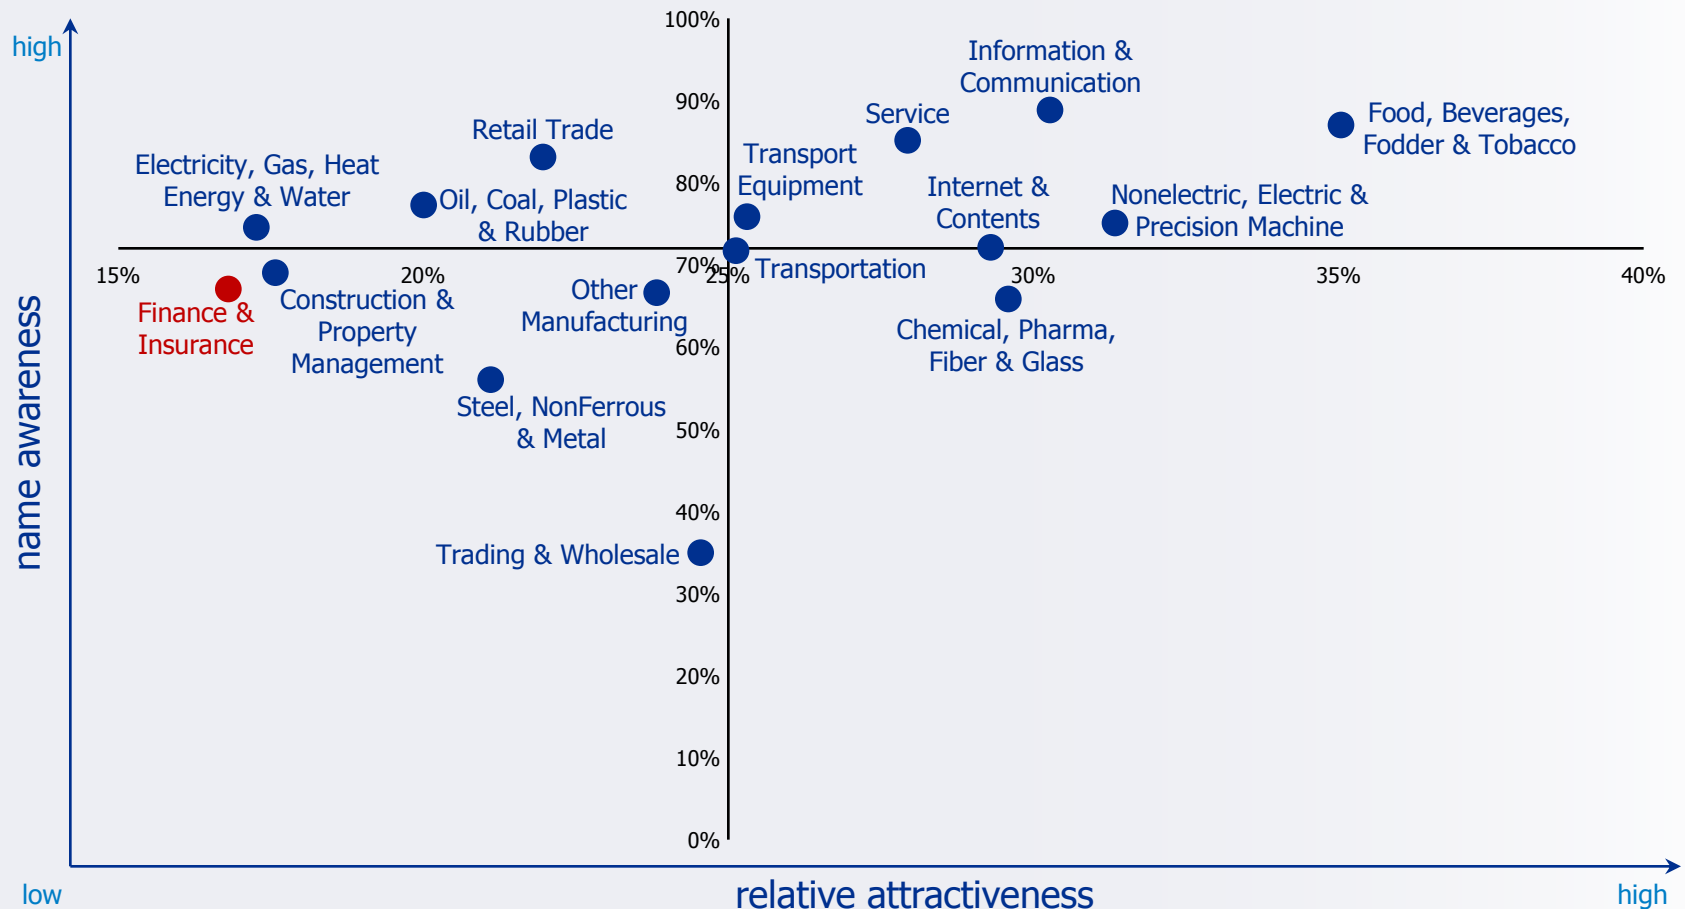 100%
high
Information &
Communication
90%
Food, Beverages,
Fodder & Tobacco
Service
Retail Trade
Transport
Equipment
Electricity, Gas, Heat
Energy & Water
80%
Internet &
Contents
Nonelectric, Electric &
Precision Machine
Oil, Coal, Plastic
& Rubber
70%
15%
20%
25%
30%
35%
40%
Transportation
Other
Manufacturing
Construction &
Property
Management
Finance &
Insurance
Chemical, Pharma,
Fiber & Glass
60%
Steel, NonFerrous
& Metal
50%
name awareness
40%
Trading & Wholesale
30%
20%
10%
0%
low
relative attractiveness
high